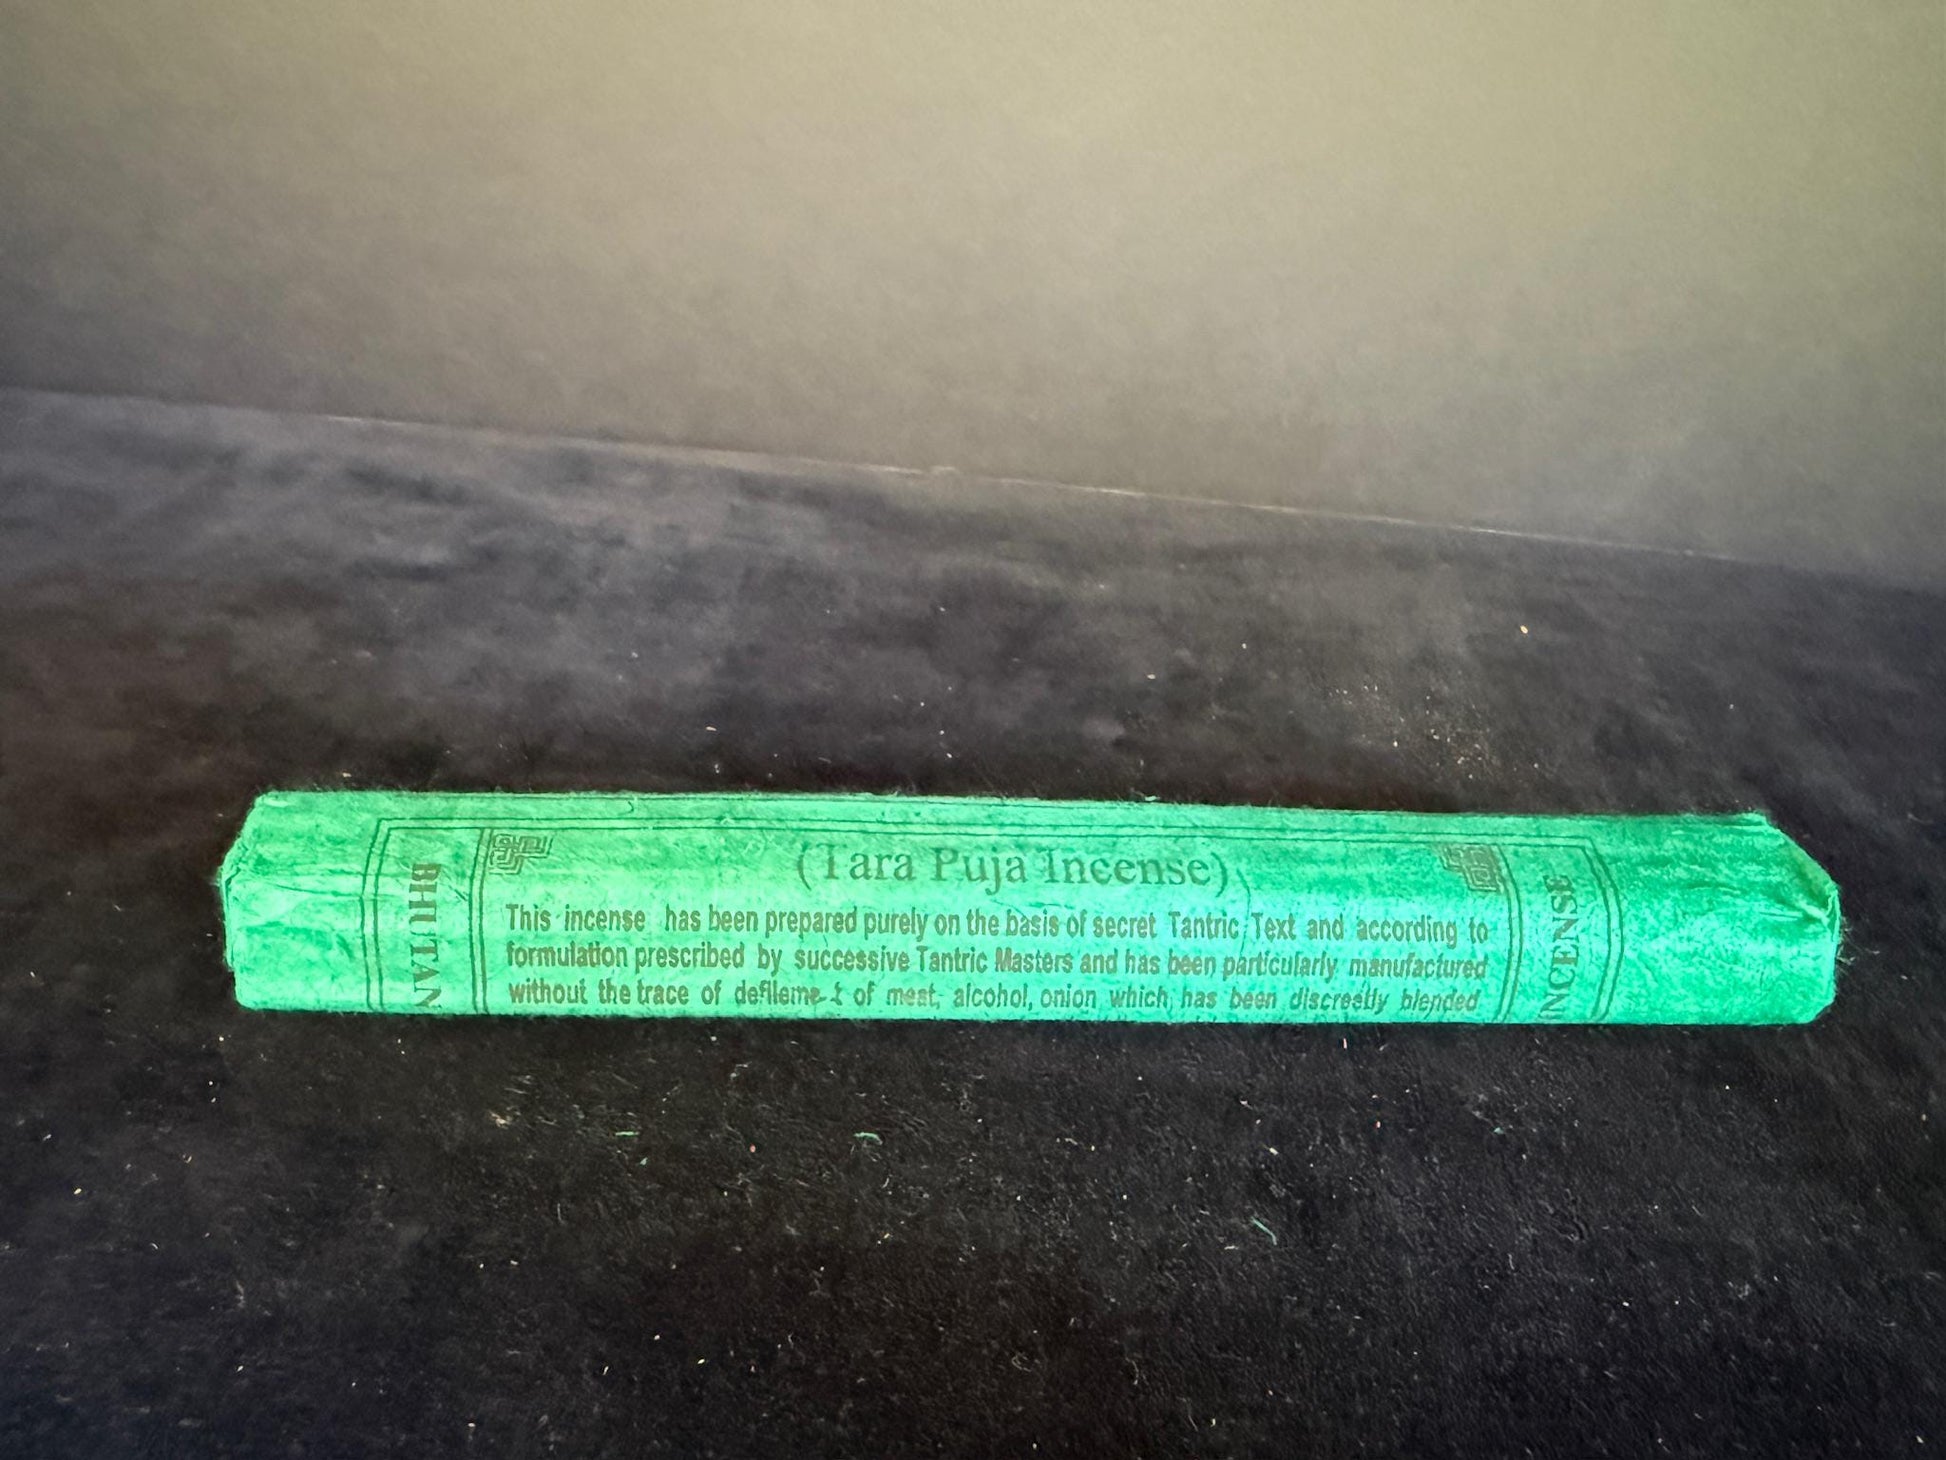 BHUTAN
(Tara Puja Incense)
This incense has been prepared purely on the basis of secret Tantric Text and according to
formulation prescribed by successive Tantric Masters and has been particularly manufactured
without the trace of of meat, alcohol, onion which has been discreetly blended
INCENSE